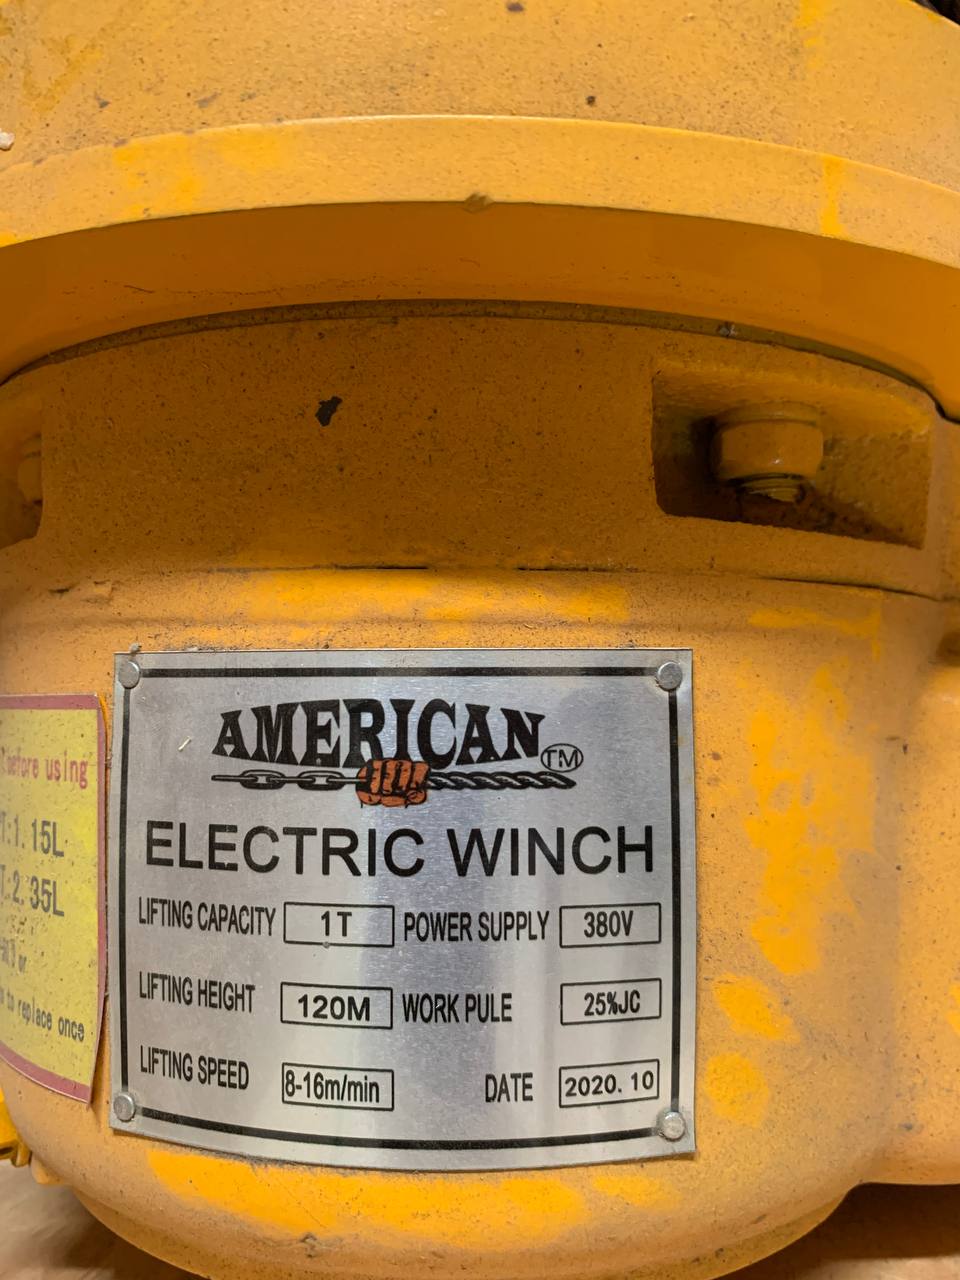 AMERICAN
TM
ELECTRIC WINCH
LIFTING CAPACITY 1T POWER SUPPLY 380V
LIFTING HEIGHT 120M WORK PULE 25%JC
LIFTING SPEED 8-16m/min DATE 2020.10
before using
T:1.15L
T:2.35L
or
to replace once